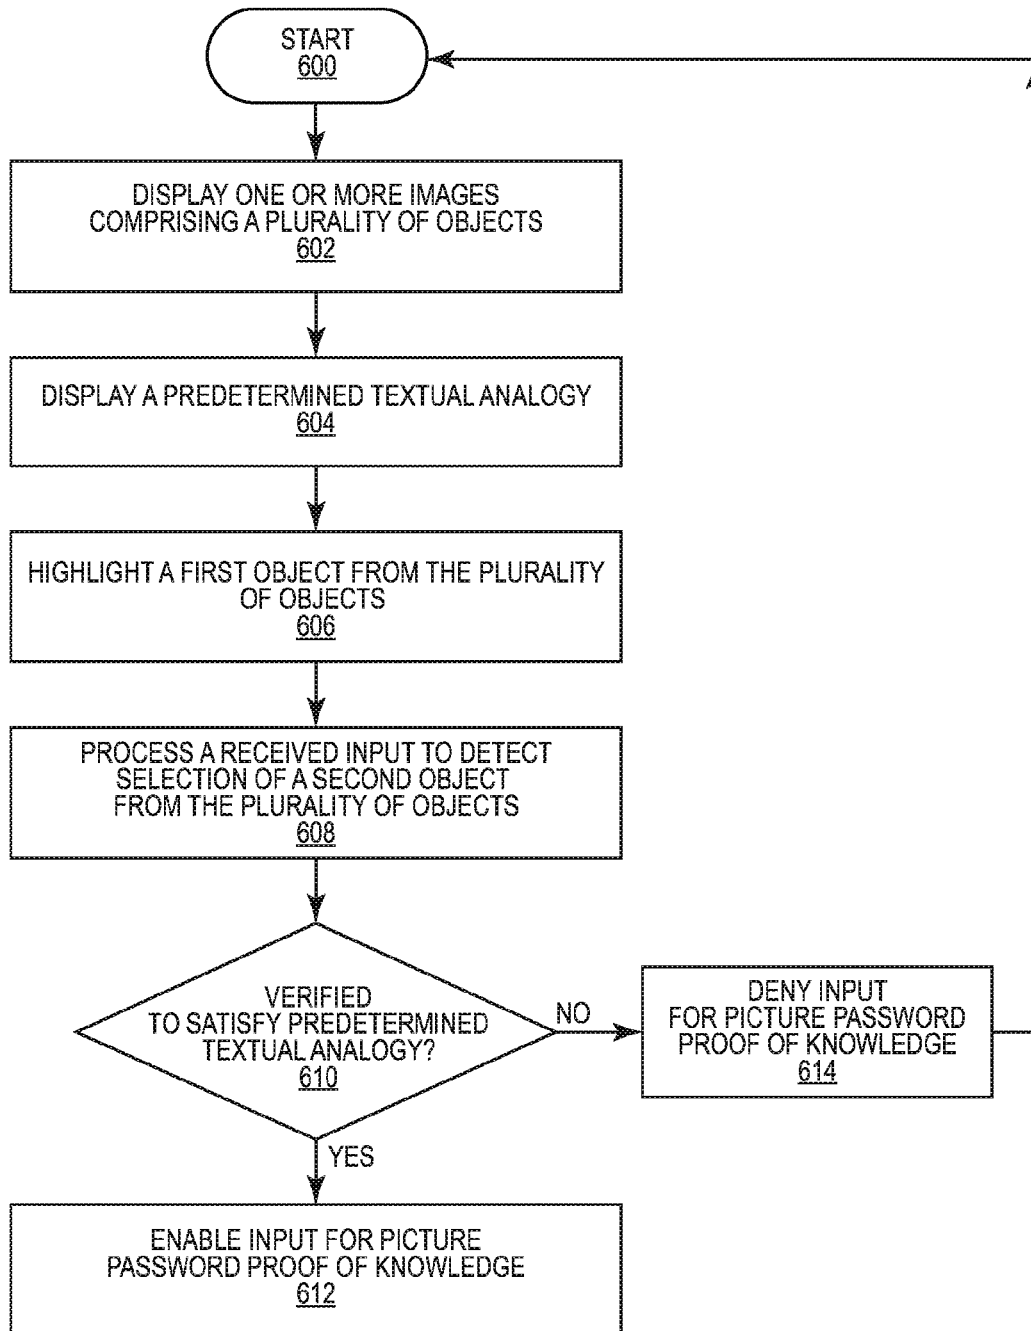 START
600
DISPLAY ONE OR MORE IMAGES
COMPRISING A PLURALITY OF OBJECTS
602
DISPLAY A PREDETERMINED TEXTUAL ANALOGY
604
HIGHLIGHT A FIRST OBJECT FROM THE PLURALITY
OF OBJECTS
606
PROCESS A RECEIVED INPUT TO DETECT
SELECTION OF A SECOND OBJECT
FROM THE PLURALITY OF OBJECTS
608
VERIFIED
TO SATISFY PREDETERMINED
TEXTUAL ANALOGY?
610
NO
DENY INPUT
FOR PICTURE PASSWORD
PROOF OF KNOWLEDGE
614
YES
ENABLE INPUT FOR PICTURE
PASSWORD PROOF OF KNOWLEDGE
612